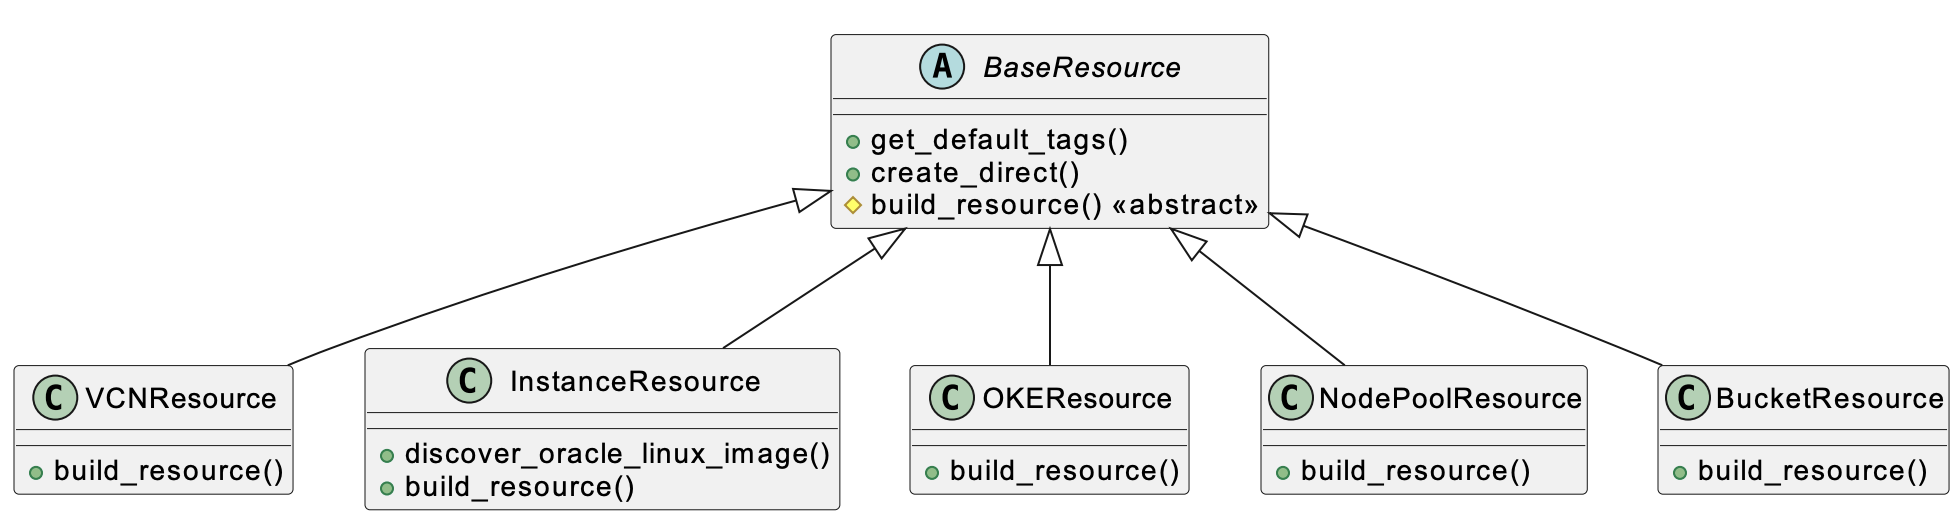 A BaseResource
get_default_tags()
create_direct()
build_resource() «abstract»
C VCNResource
build_resource()
C InstanceResource
discover_oracle_linux_image()
build_resource()
C OKEResource
build_resource()
C NodePoolResource
build_resource()
C BucketResource
build_resource()